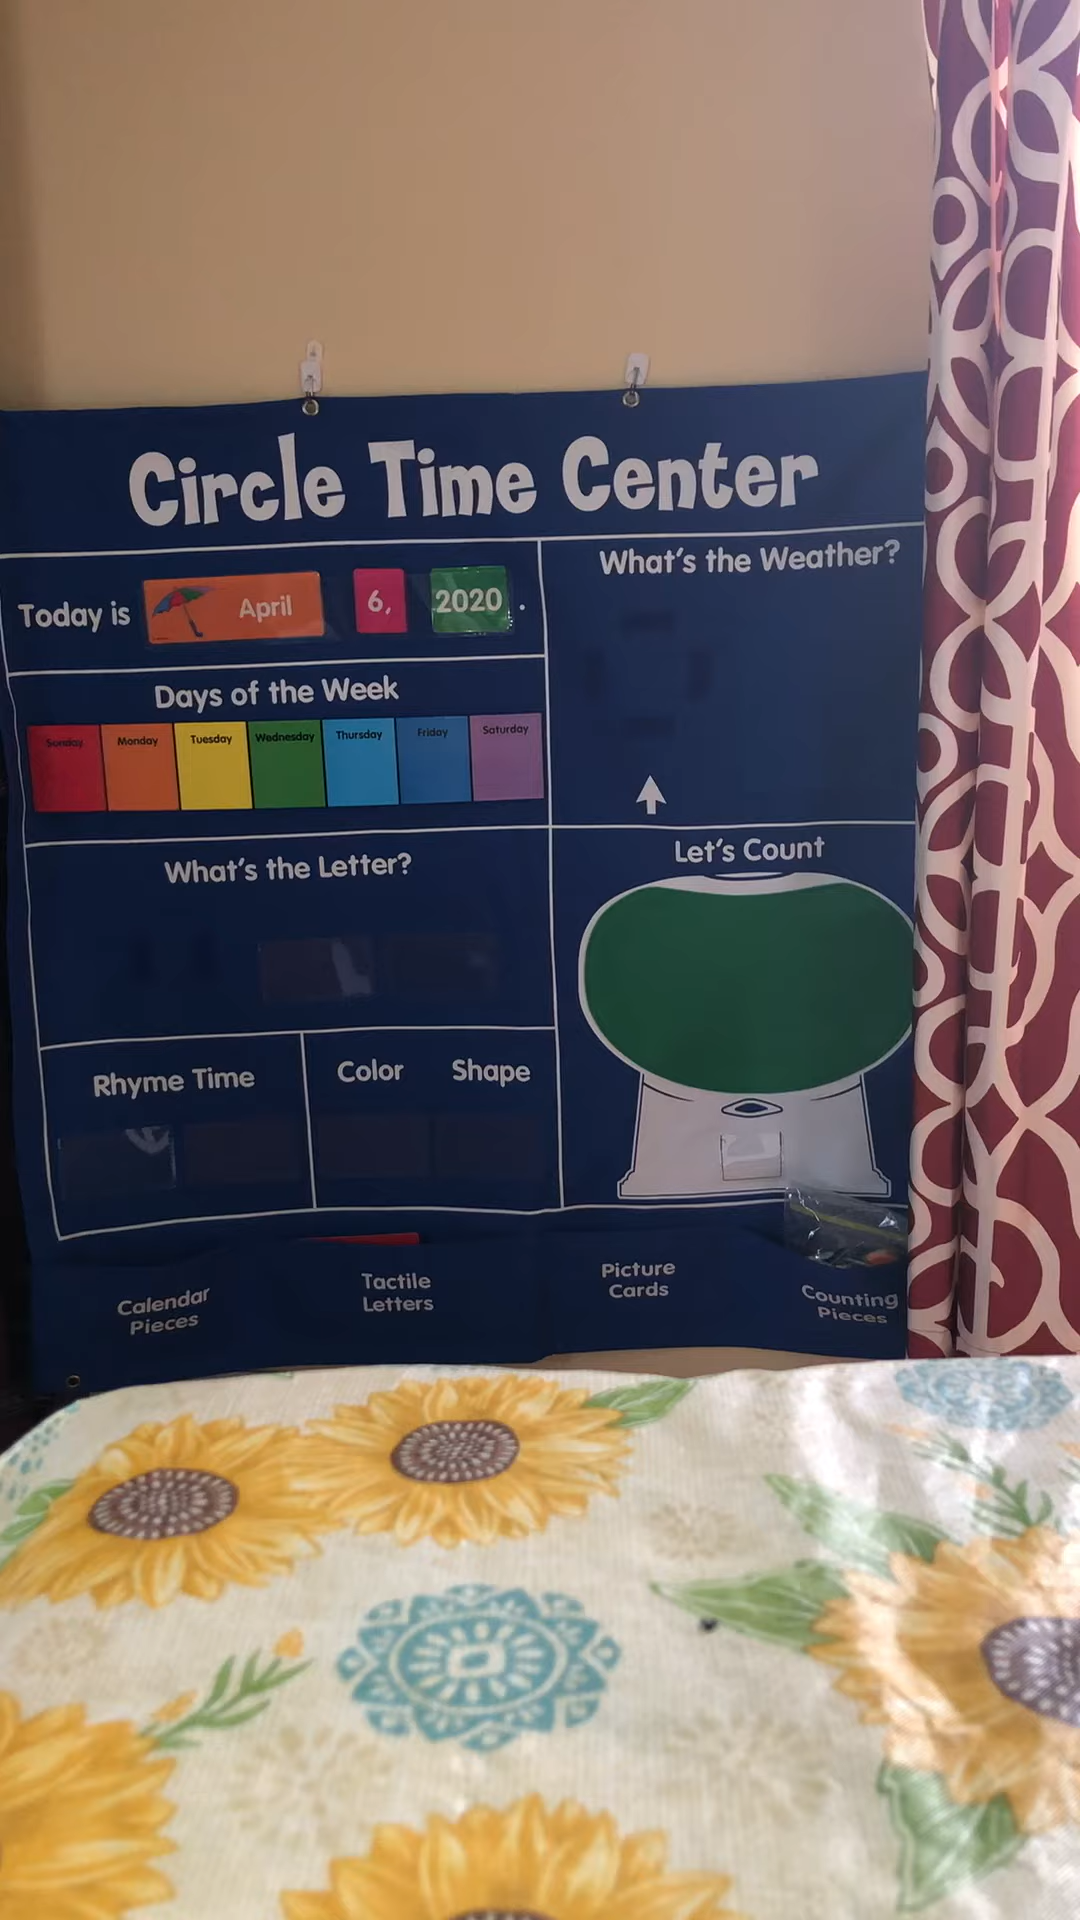 Circle Time Center
Today is April 6, 2020 .
What's the Weather?
Days of the Week
Sunday Monday Tuesday Wednesday Thursday Friday Saturday
What's the Letter?
Let's Count
Rhyme Time
Color Shape
Calendar
Pieces
Tactile
Letters
Picture
Cards
Counting
Pieces